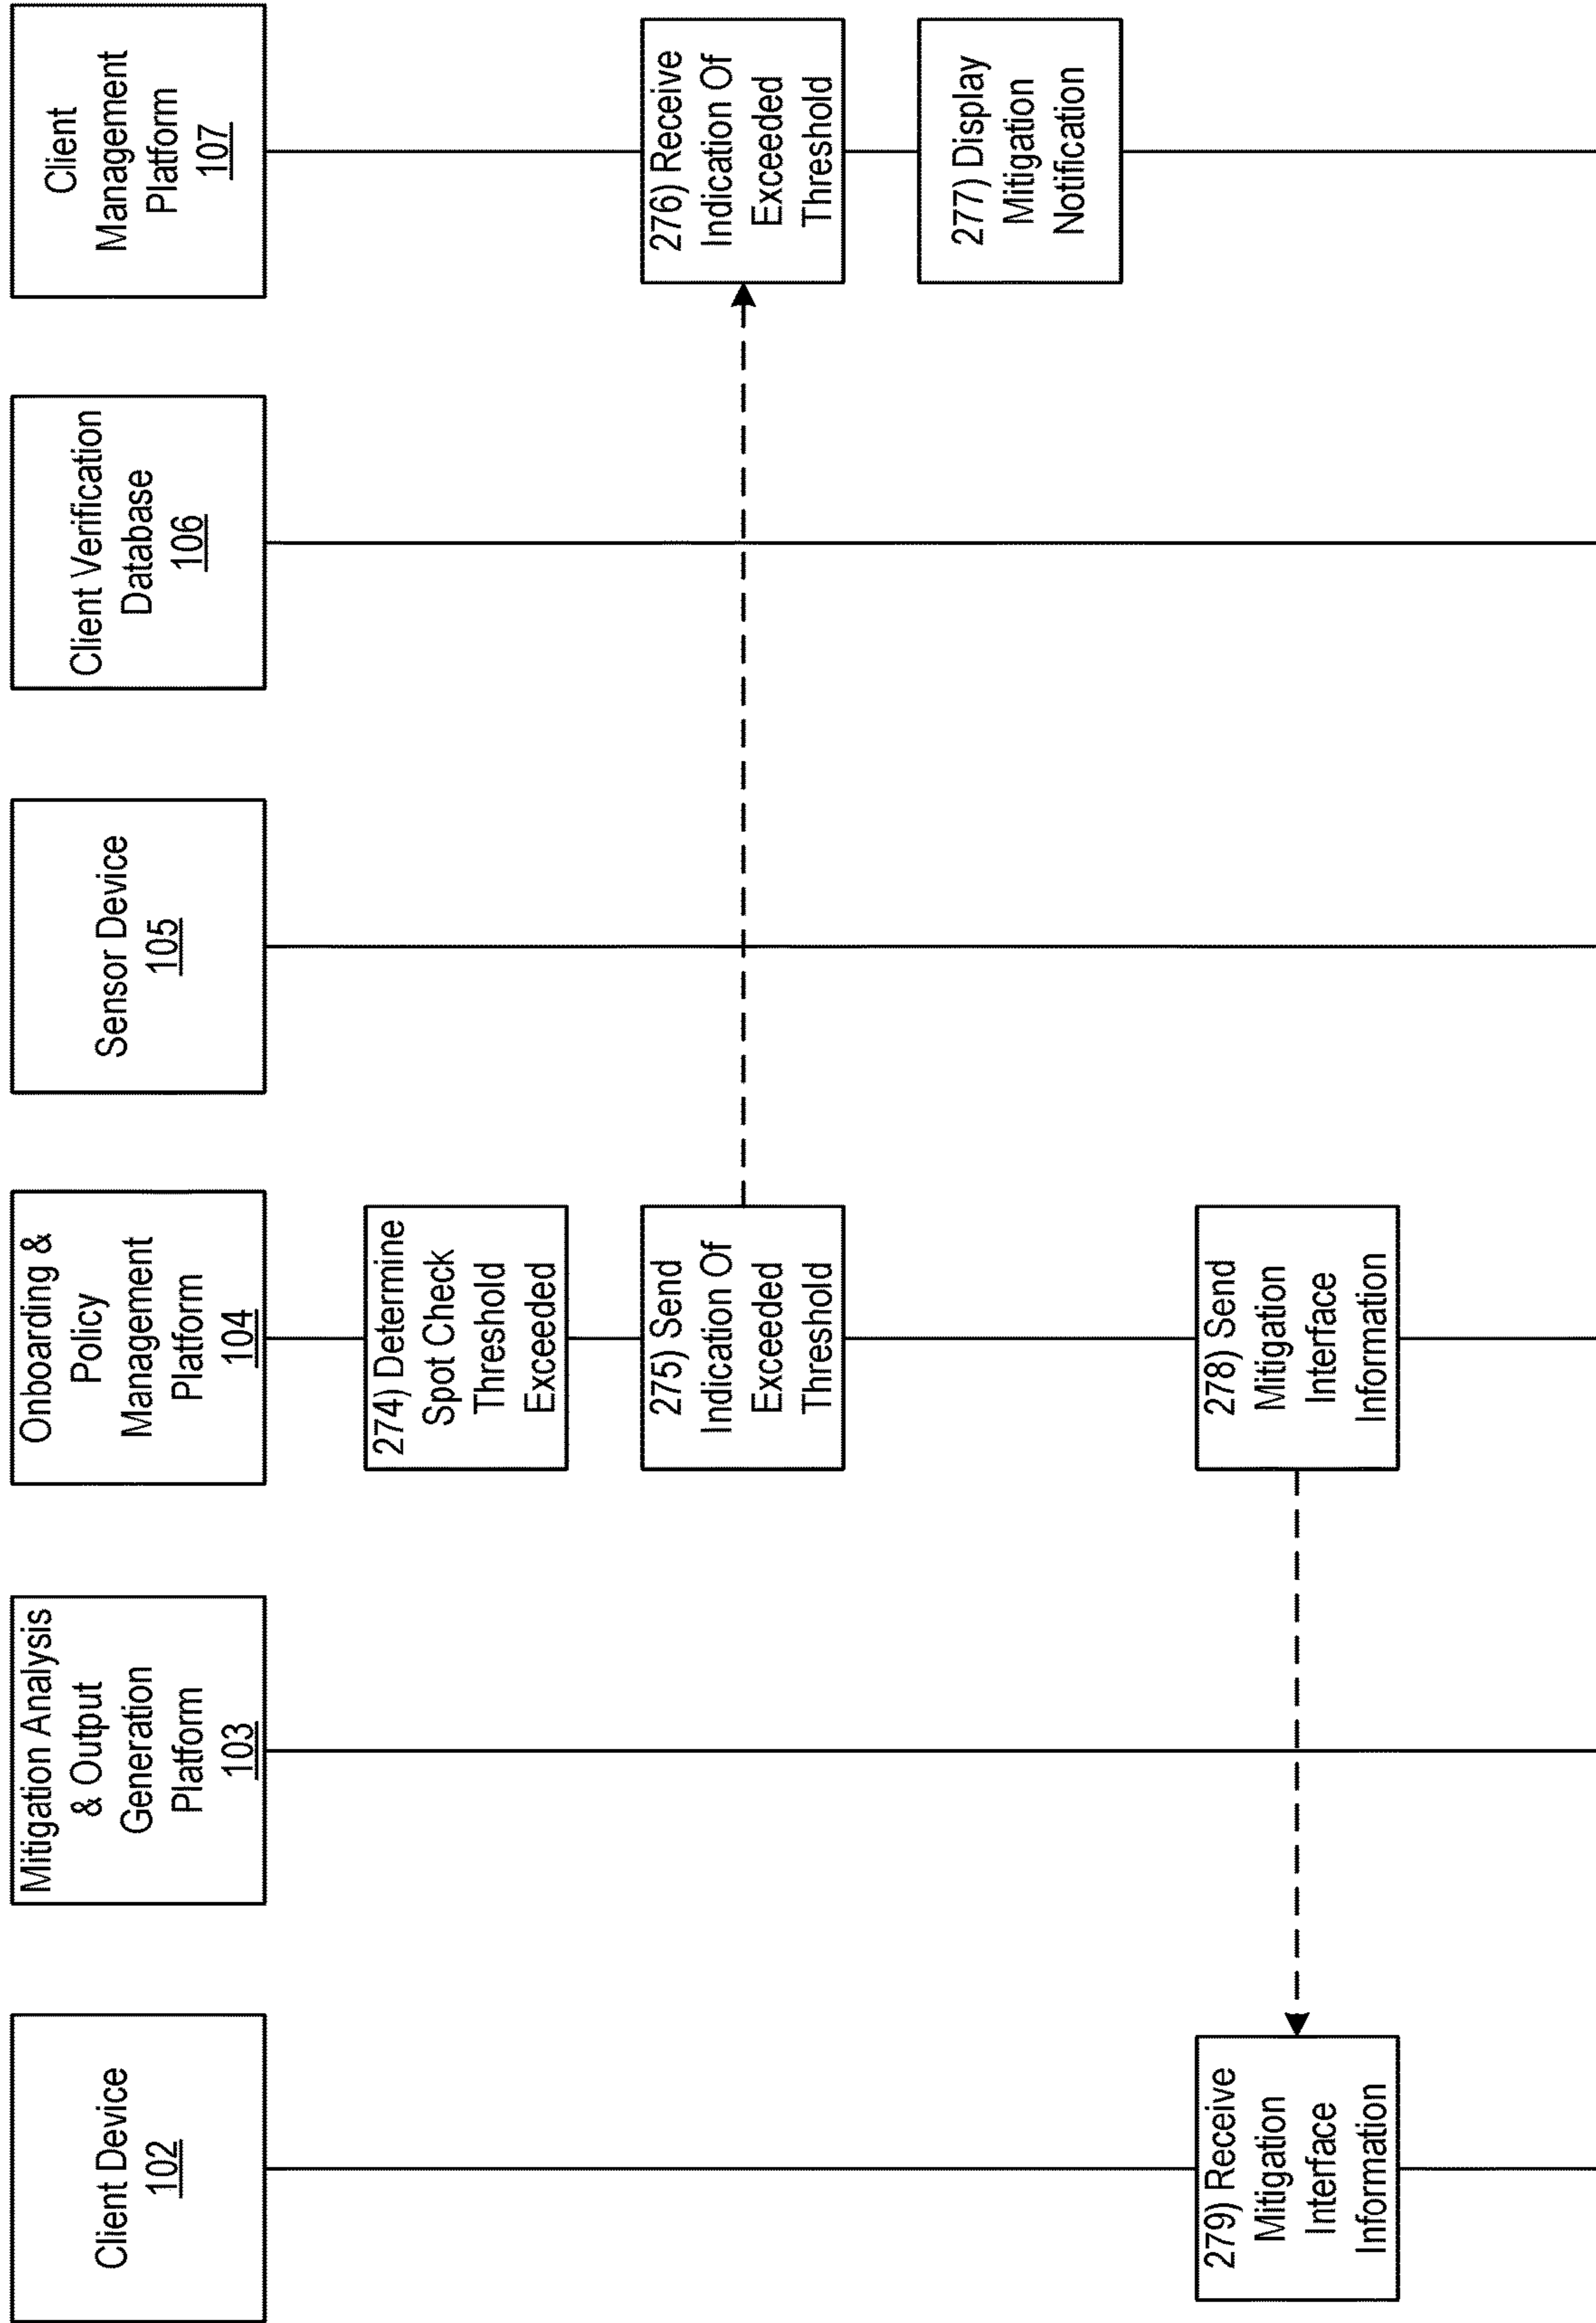 Client Device
102
Mitigation Analysis
& Output
Generation
Platform
103
Onboarding &
Policy
Management
Platform
104
Sensor Device
105
Client Verification
Database
106
Client
Management
Platform
107
274) Determine
Spot Check
Threshold
Exceeded
275) Send
Indication Of
Exceeded
Threshold
276) Receive
Indication Of
Exceeded
Threshold
277) Display
Mitigation
Notification
278) Send
Mitigation
Interface
Information
279) Receive
Mitigation
Interface
Information